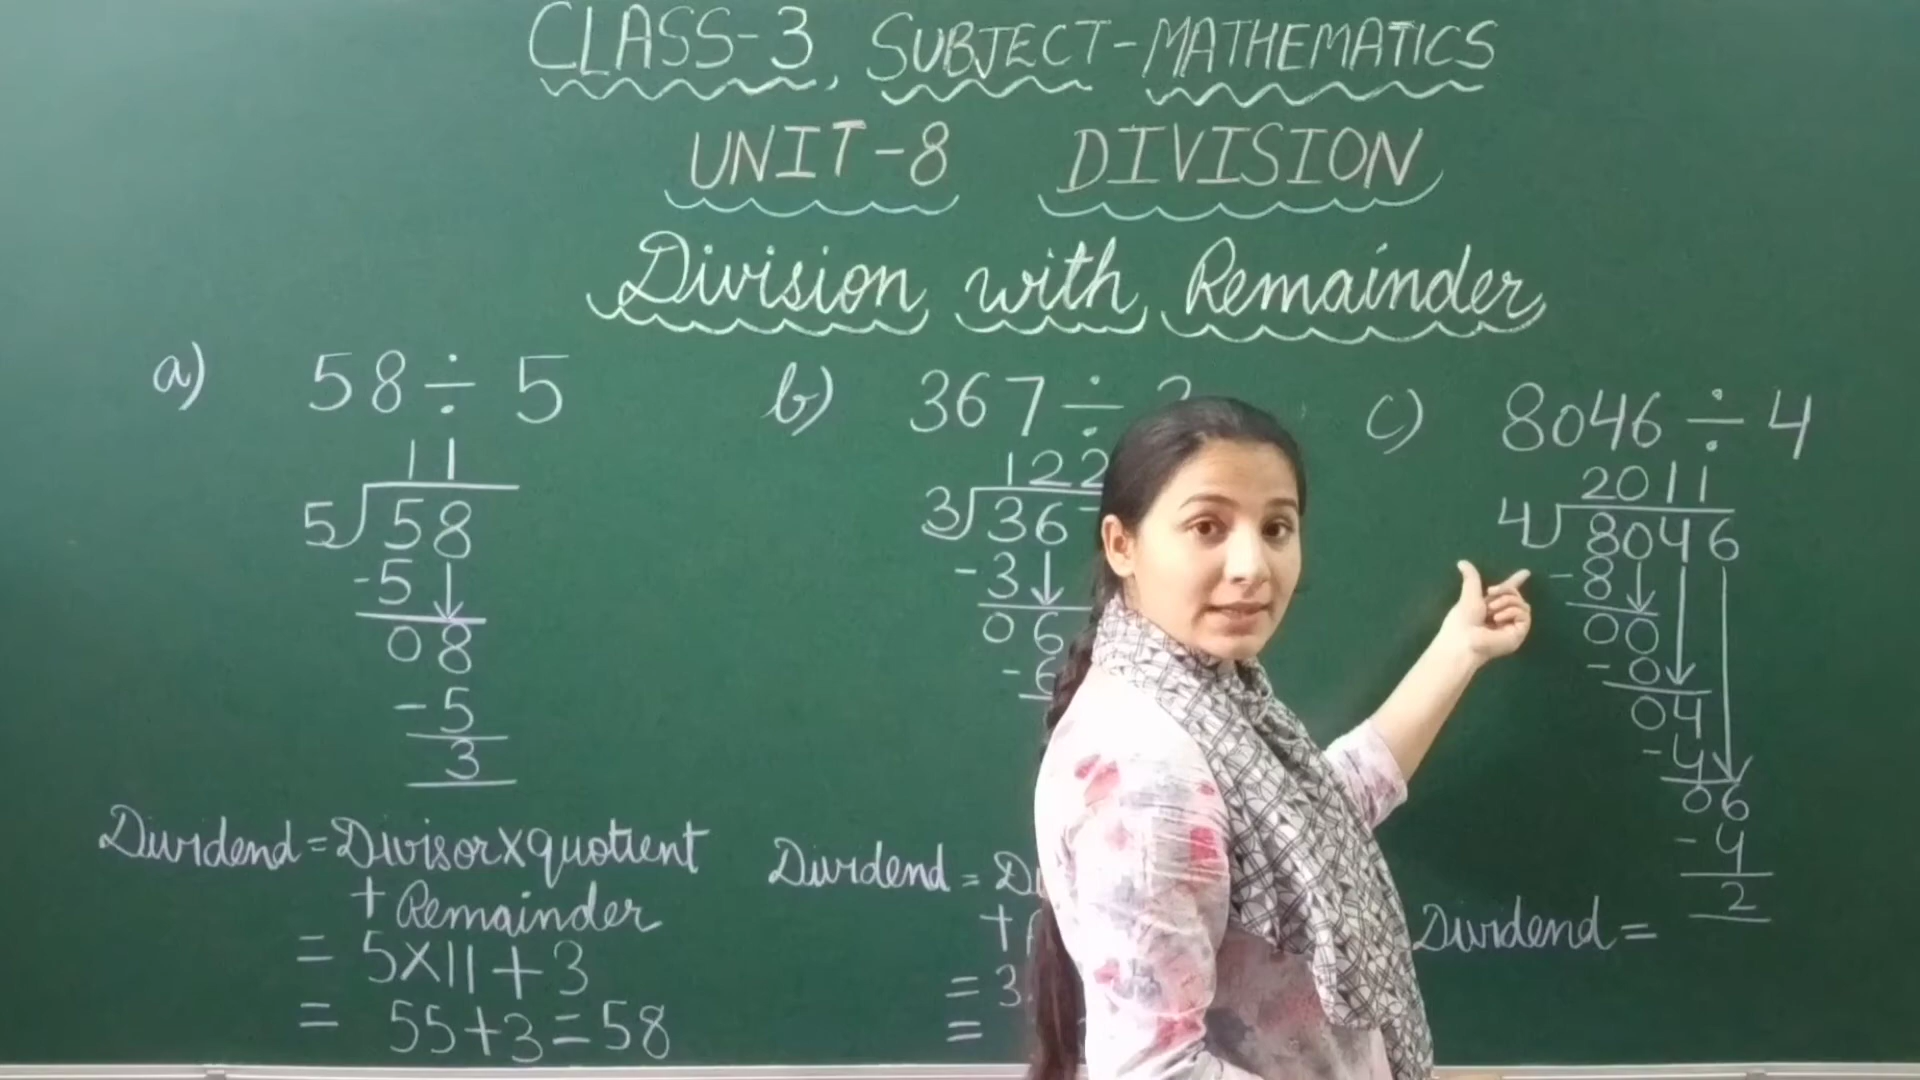 CLASS-3, SUBJECT-MATHEMATICS
UNIT-8 DIVISION
Division with Remainder
a) 58 ÷ 5
11
5)58
-5
08
-5
3
Dividend = Divisor X quotient
+ Remainder
= 5X11+3
= 55+3=58
b) 367 ÷
122
3)36
-3
06
-6
Dividend =
+
= 3
=
c) 8046 ÷ 4
2011
4)8046
-8
00
-0
04
-4
06
-4
2
Dividend =